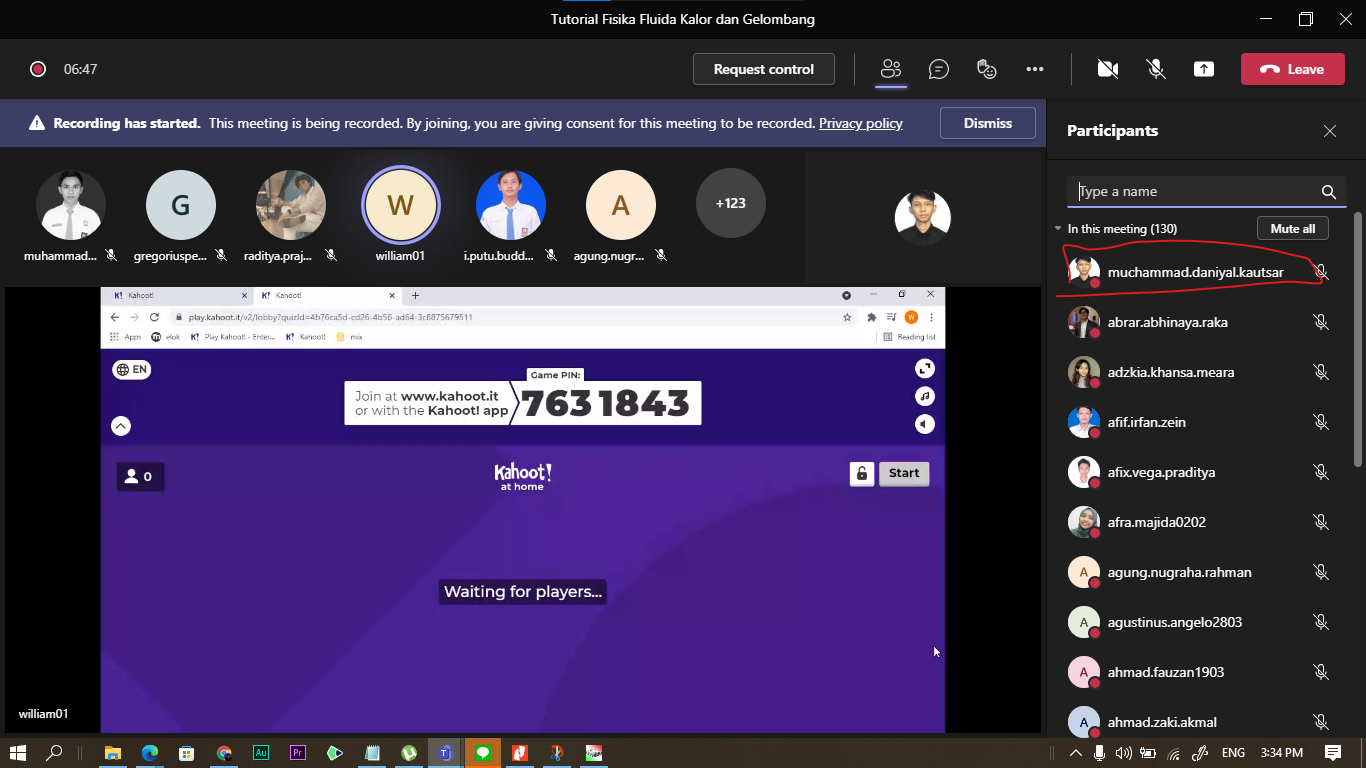 Tutorial Fisika Fluida Kalor dan Gelombang
06:47
Request control
Leave
Recording has started. This meeting is being recorded. By joining, you are giving consent for this meeting to be recorded. Privacy policy
Dismiss
G
W
A
+123
muhammad...
gregoriuspe...
raditya.praj...
william01
i.putu.budd...
agung.nugr...
Kahoot!
Kahoot!
play.kahoot.it/v2/lobby?quizId=4b76ca5d-cd26-4b56-ad64-3c8875679511
W
Apps
elok
Play Kahoot! - Enter...
Kahoot!
mix
Reading list
EN
Join at www.kahoot.it
or with the Kahoot! app
Game PIN:
763 1843
0
Kahoot!
at home
Start
Waiting for players...
william01
Participants
Type a name
In this meeting (130)
Mute all
muchammad.daniyal.kautsar
abrar.abhinaya.raka
adzkia.khansa.meara
afif.irfan.zein
afix.vega.praditya
afra.majida0202
A agung.nugraha.rahman
A agustinus.angelo2803
A ahmad.fauzan1903
A ahmad.zaki.akmal
Au
Pr
ENG
3:34 PM